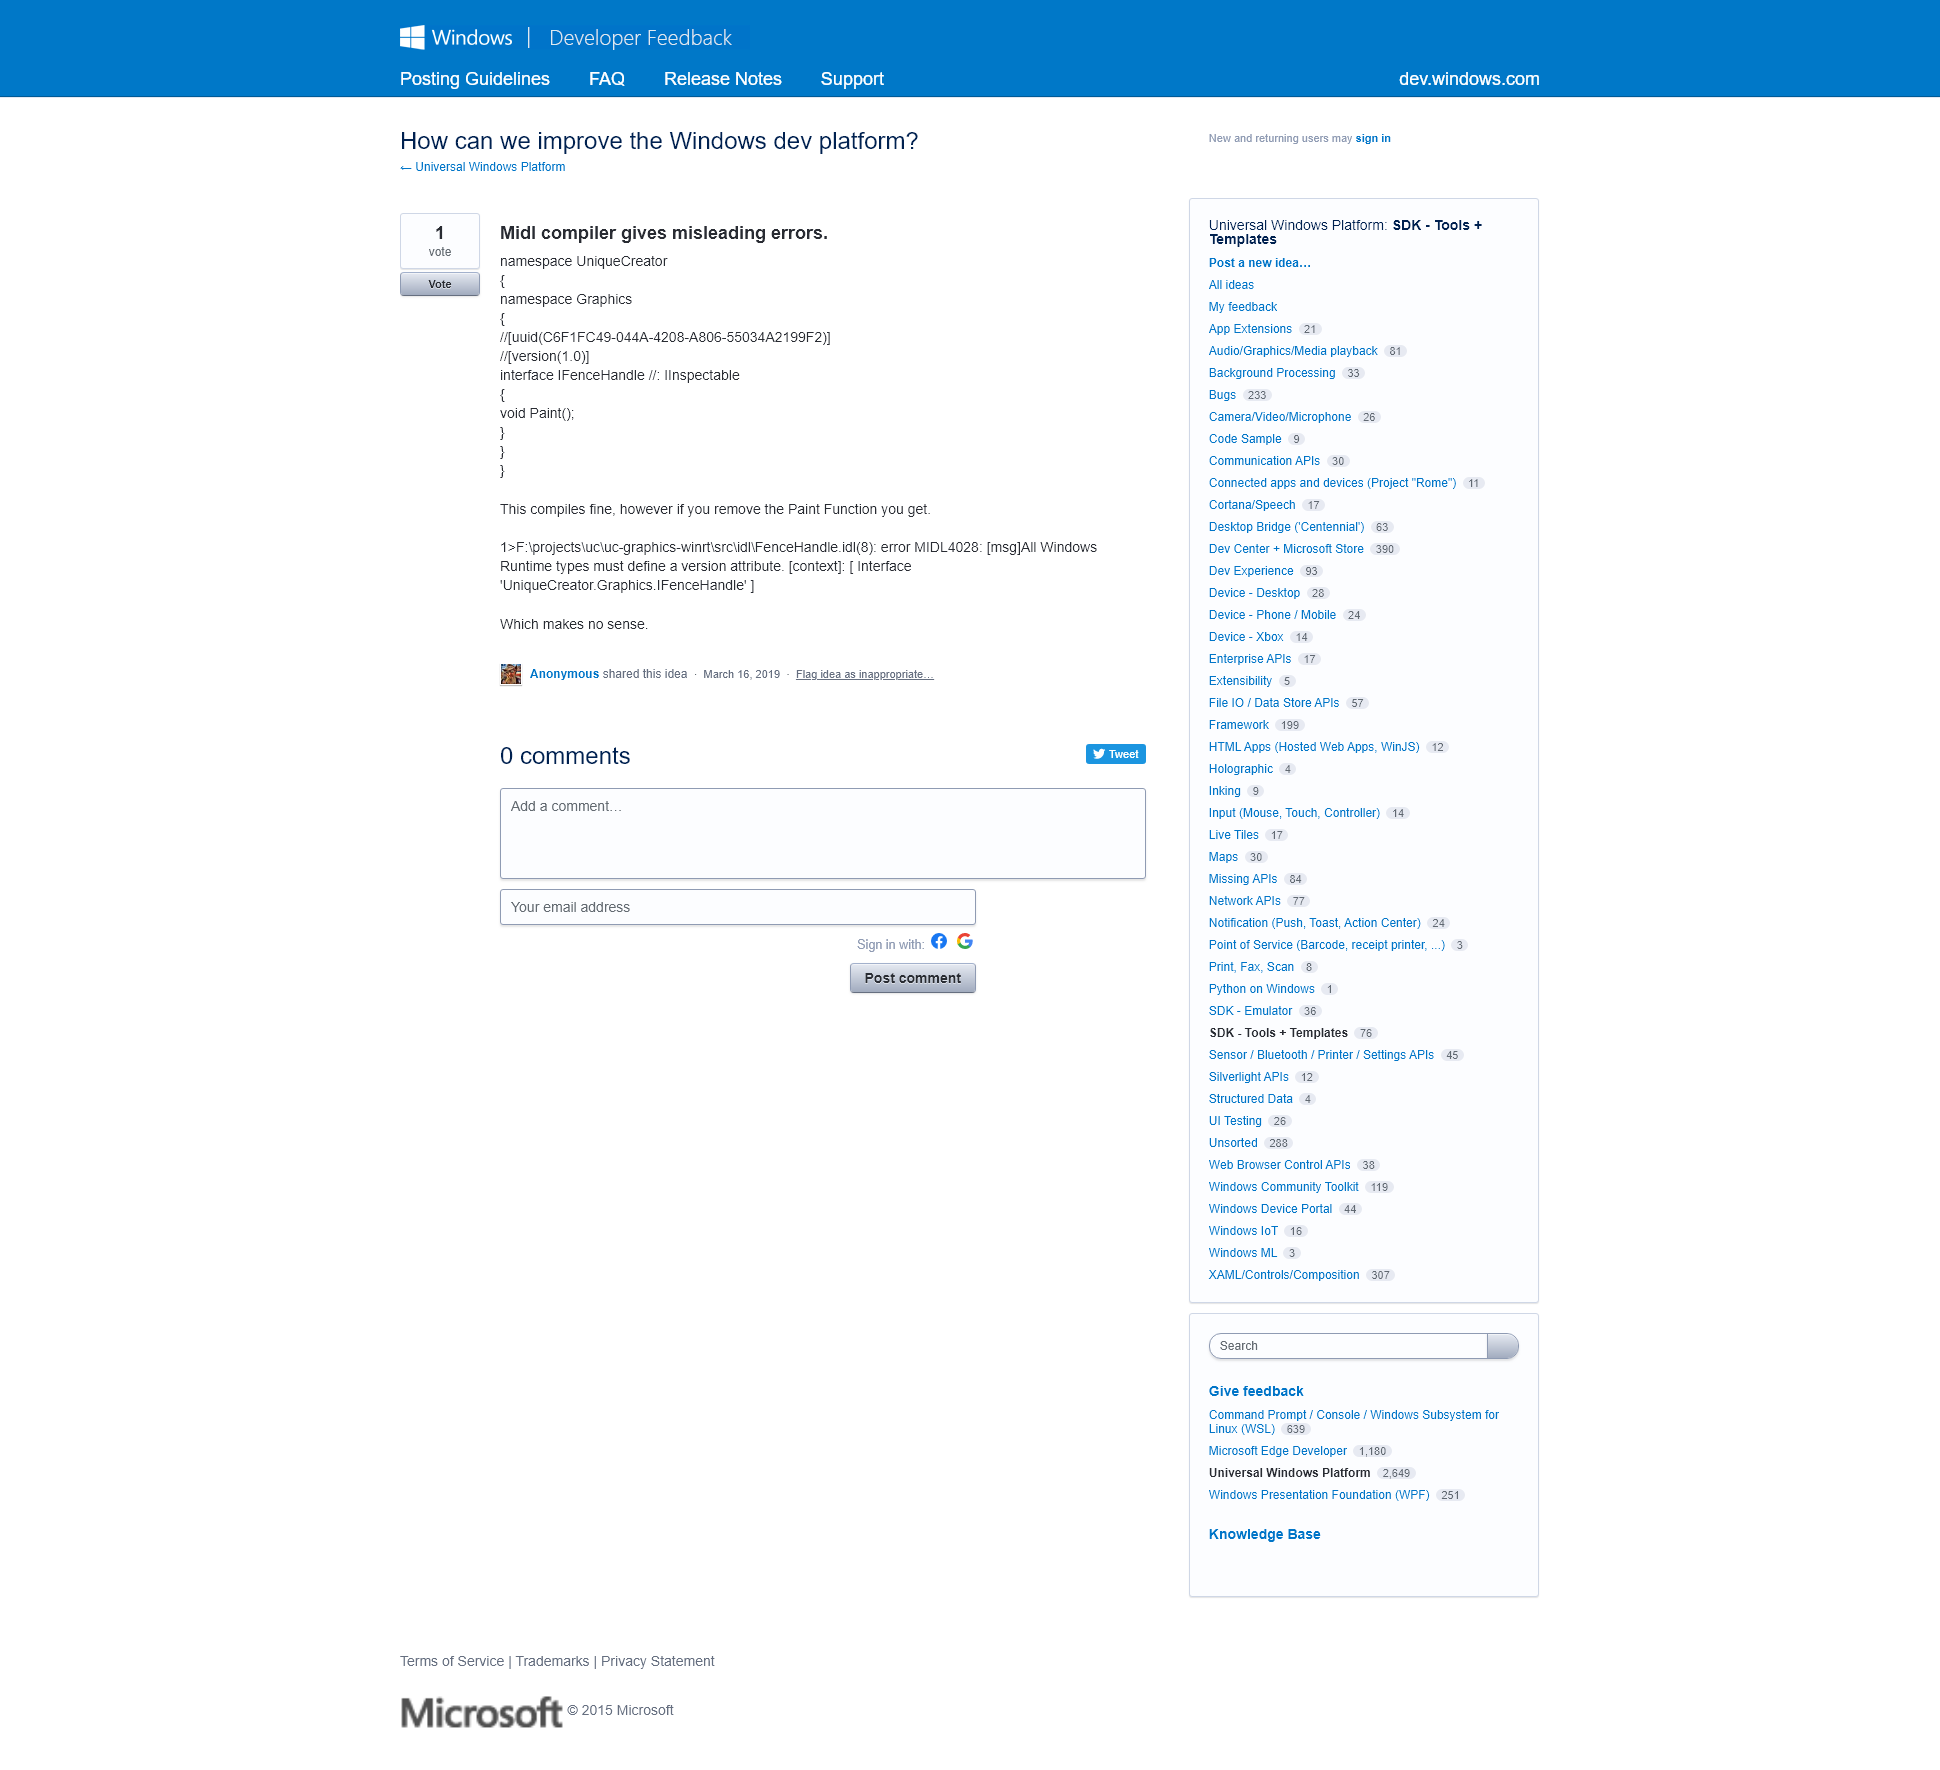 Windows | Developer Feedback
Posting Guidelines FAQ Release Notes Support dev.windows.com
How can we improve the Windows dev platform?
← Universal Windows Platform
New and returning users may sign in
1
vote
Vote
Midl compiler gives misleading errors.
namespace UniqueCreator
{
namespace Graphics
{
//[uuid(C6F1FC49-044A-4208-A806-55034A2199F2)]
//[version(1.0)]
interface IFenceHandle //: IInspectable
{
void Paint();
}
}
}
This compiles fine, however if you remove the Paint Function you get.
1>F:\projects\uc\uc-graphics-winrt\src\idl\FenceHandle.idl(8): error MIDL4028: [msg]All Windows
Runtime types must define a version attribute. [context]: [ Interface
'UniqueCreator.Graphics.IFenceHandle' ]
Which makes no sense.
Anonymous shared this idea · March 16, 2019 · Flag idea as inappropriate…
0 comments
Tweet
Add a comment…
Your email address
Sign in with:
Post comment
Universal Windows Platform: SDK - Tools +
Templates
Post a new idea…
All ideas
My feedback
App Extensions 21
Audio/Graphics/Media playback 81
Background Processing 33
Bugs 233
Camera/Video/Microphone 26
Code Sample 9
Communication APIs 30
Connected apps and devices (Project "Rome") 11
Cortana/Speech 17
Desktop Bridge ('Centennial') 63
Dev Center + Microsoft Store 390
Dev Experience 93
Device - Desktop 28
Device - Phone / Mobile 24
Device - Xbox 14
Enterprise APIs 17
Extensibility 5
File IO / Data Store APIs 57
Framework 199
HTML Apps (Hosted Web Apps, WinJS) 12
Holographic 4
Inking 9
Input (Mouse, Touch, Controller) 14
Live Tiles 17
Maps 30
Missing APIs 84
Network APIs 77
Notification (Push, Toast, Action Center) 24
Point of Service (Barcode, receipt printer, ...) 3
Print, Fax, Scan 8
Python on Windows 1
SDK - Emulator 36
SDK - Tools + Templates 76
Sensor / Bluetooth / Printer / Settings APIs 45
Silverlight APIs 12
Structured Data 4
UI Testing 26
Unsorted 288
Web Browser Control APIs 38
Windows Community Toolkit 119
Windows Device Portal 44
Windows IoT 16
Windows ML 3
XAML/Controls/Composition 307
Search
Give feedback
Command Prompt / Console / Windows Subsystem for
Linux (WSL) 639
Microsoft Edge Developer 1,180
Universal Windows Platform 2,649
Windows Presentation Foundation (WPF) 251
Knowledge Base
Terms of Service | Trademarks | Privacy Statement
Microsoft © 2015 Microsoft